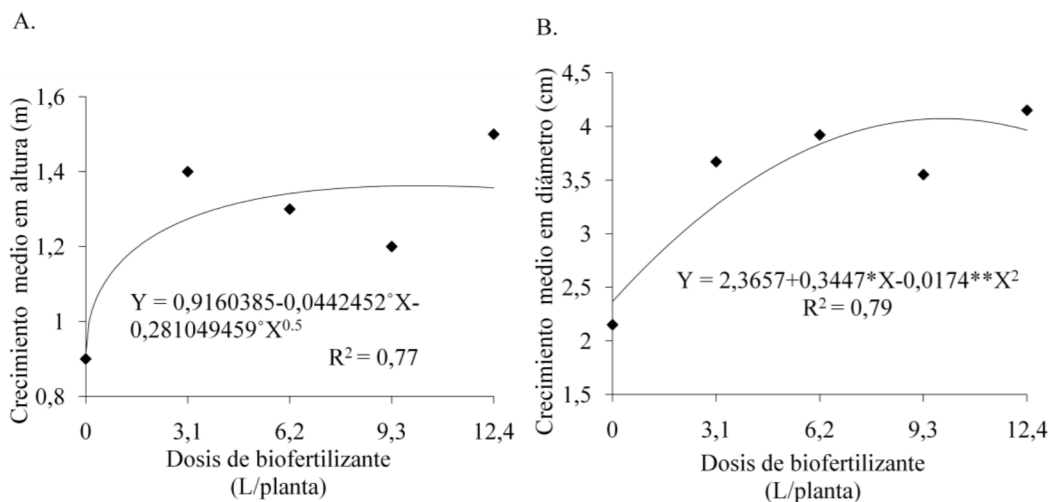 A.
Crecimiento medio em altura (m)
1,6
1,4
1,2
1
0,8
Y = 0,9160385-0,0442452°X-
0,281049459°X^0.5
R² = 0,77
0 3,1 6,2 9,3 12,4
Dosis de biofertilizante
(L/planta)
B.
Crecimiento medio em diámetro (cm)
4,5
4
3,5
3
2,5
2
1,5
Y = 2,3657+0,3447*X-0,0174**X²
R² = 0,79
0 3,1 6,2 9,3 12,4
Dosis de biofertilizante
(L/planta)